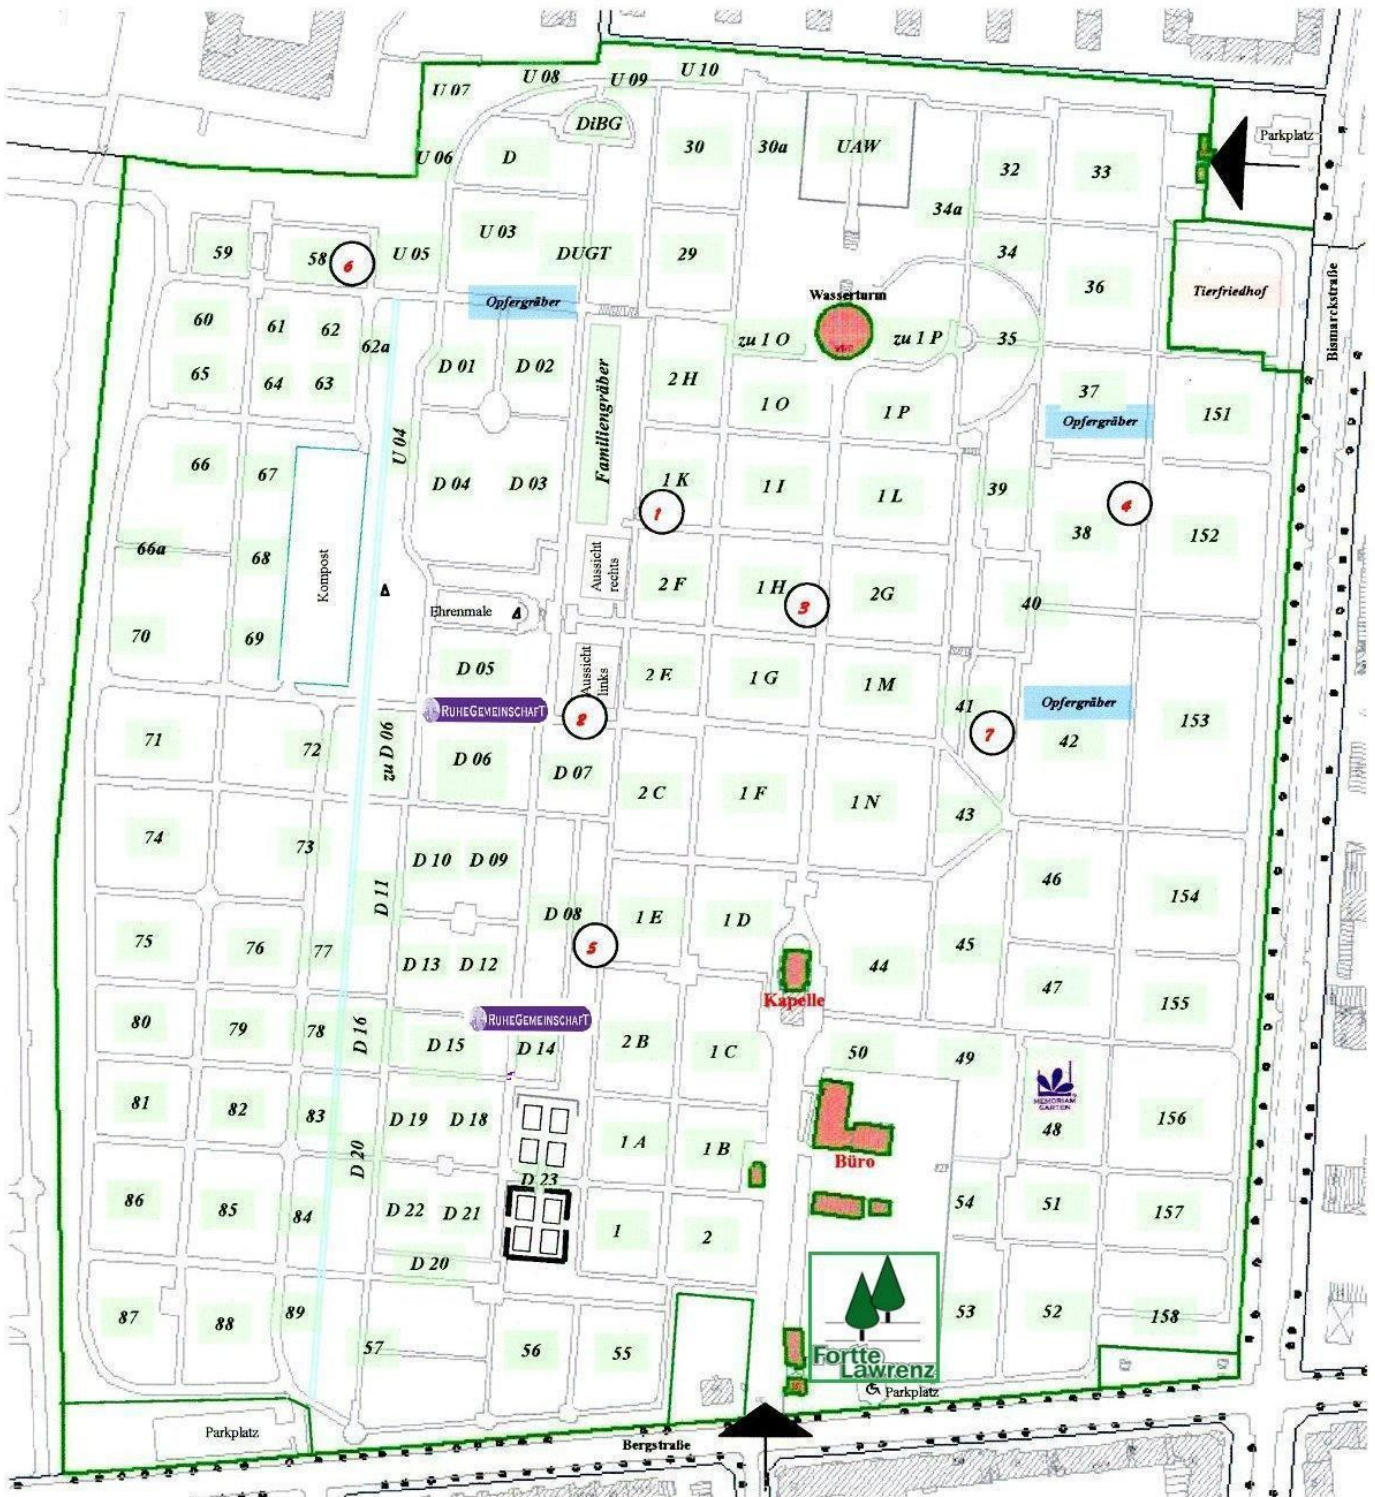 U 10
U 08
U 09
U 07
DiBG
Parkplatz
30
30a
UAW
U 06
D
32
33
34a
U 03
59
58
6
U 05
DUGT
29
34
36
Tierfriedhof
Opfergräber
Wasserturm
Bismarckstraße
60
61
62
62a
zu 1 O
zu 1 P
35
65
64
63
D 01
D 02
2 H
37
1 O
1 P
151
Opfergräber
Familiengräber
U 04
66
67
D 04
D 03
1 K
1 I
1 L
39
1
4
38
152
66a
68
Kompost
Aussicht
rechts
2 F
1 H
2G
3
40
Ehrenmale
70
69
D 05
Aussicht
links
2 E
1 G
1 M
RUHEGEMEINSCHAFT
2
41
Opfergräber
153
7
42
71
72
zu D 06
D 06
D 07
2 C
1 F
1 N
43
74
73
D 10
D 09
46
154
D 11
D 08
1 E
1 D
75
76
77
5
45
D 13
D 12
44
47
Kapelle
155
RUHEGEMEINSCHAFT
80
79
78
D 16
D 15
D 14
2 B
1 C
50
49
MEMORIAM
GARTEN
81
82
83
D 19
D 18
1 A
1 B
48
156
Büro
D 20
D 23
86
85
84
D 22
D 21
1
2
54
51
157
D 20
87
88
89
57
56
55
53
52
158
Fortte
Lawrenz
Parkplatz
Parkplatz
Bergstraße